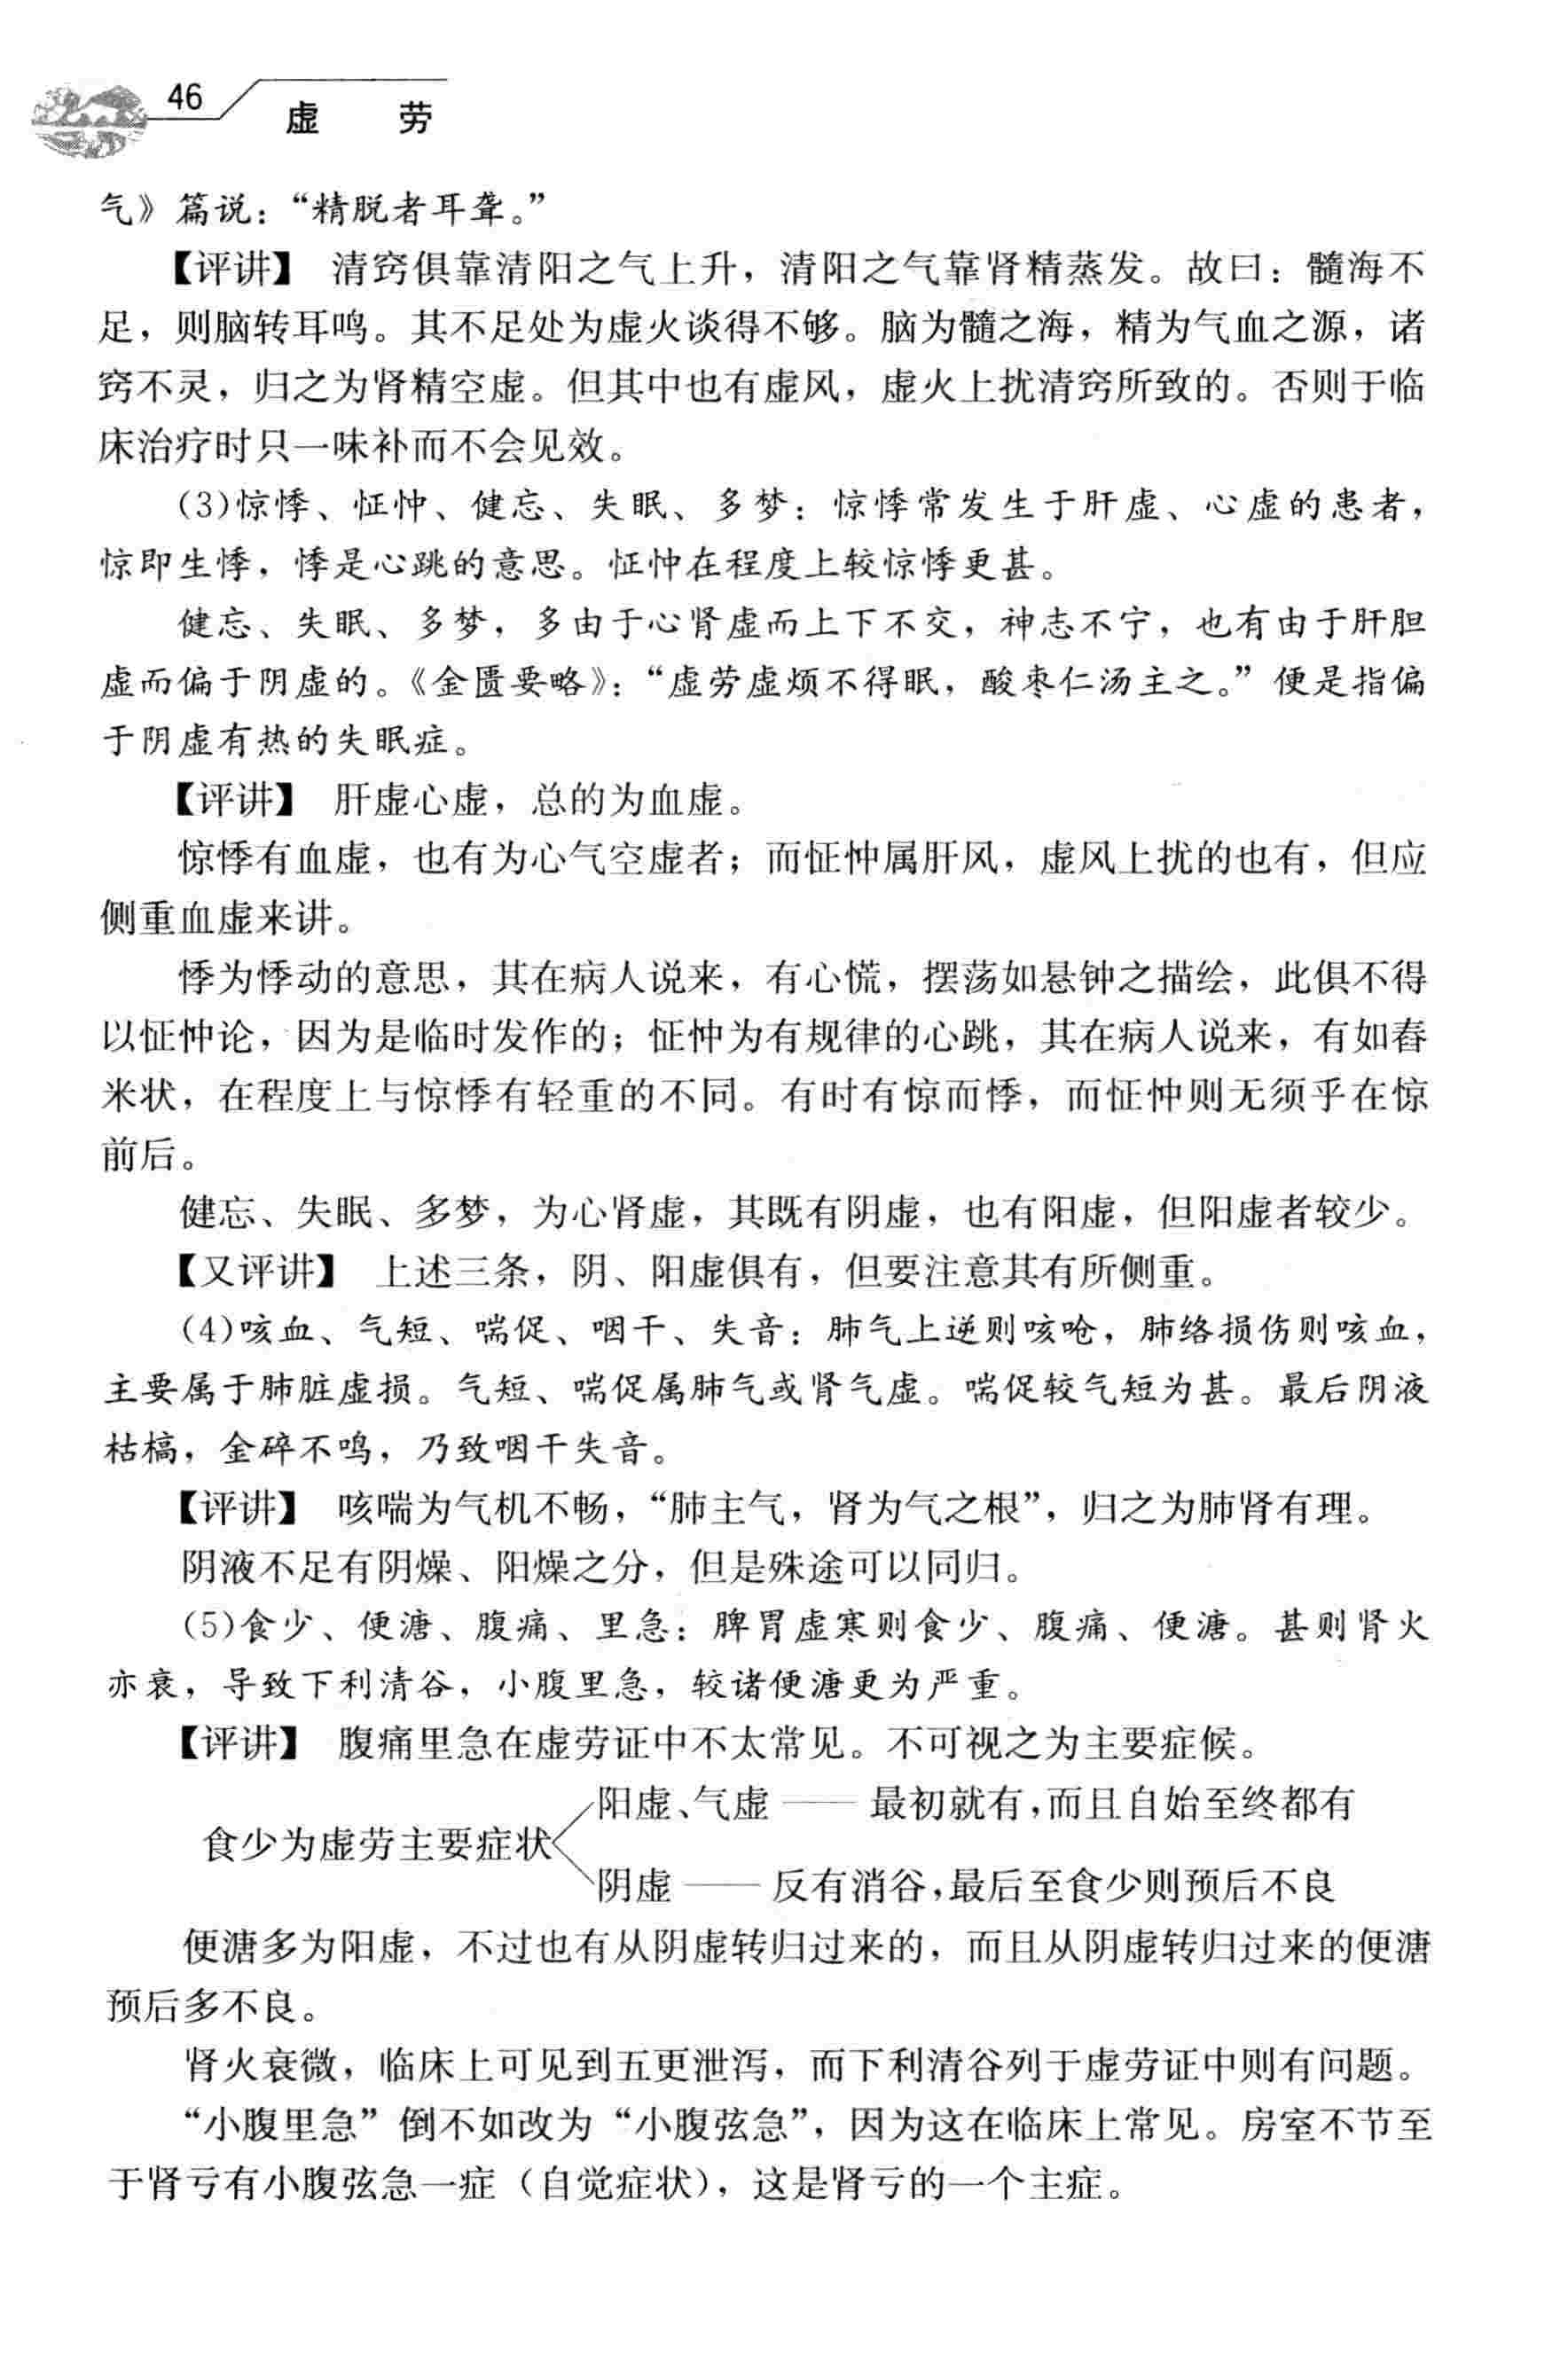 46
虚 劳
气》篇说：“精脱者耳聋。”
【评讲】 清窍俱靠清阳之气上升，清阳之气靠肾精蒸发。故曰：髓海不
足，则脑转耳鸣。其不足处为虚火谈得不够。脑为髓之海，精为气血之源，诸
窍不灵，归之为肾精空虚。但其中也有虚风，虚火上扰清窍所致的。否则于临
床治疗时只一味补而不会见效。
(3)惊悸、怔忡、健忘、失眠、多梦：惊悸常发生于肝虚、心虚的患者，
惊即生悸，悸是心跳的意思。怔忡在程度上较惊悸更甚。
健忘、失眠、多梦，多由于心肾虚而上下不交，神志不宁，也有由于肝胆
虚而偏于阴虚的。《金匮要略》：“虚劳虚烦不得眠，酸枣仁汤主之。”便是指偏
于阴虚有热的失眠症。
【评讲】 肝虚心虚，总的为血虚。
惊悸有血虚，也有为心气空虚者；而怔忡属肝风，虚风上扰的也有，但应
侧重血虚来讲。
悸为悸动的意思，其在病人说来，有心慌，摆荡如悬钟之描绘，此俱不得
以怔忡论，因为是临时发作的；怔忡为有规律的心跳，其在病人说来，有如舂
米状，在程度上与惊悸有轻重的不同。有时有惊而悸，而怔忡则无须乎在惊
前后。
健忘、失眠、多梦，为心肾虚，其既有阴虚，也有阳虚，但阳虚者较少。
【又评讲】 上述三条，阴、阳虚俱有，但要注意其有所侧重。
(4)咳血、气短、喘促、咽干、失音：肺气上逆则咳呛，肺络损伤则咳血，
主要属于肺脏虚损。气短、喘促属肺气或肾气虚。喘促较气短为甚。最后阴液
枯槁，金碎不鸣，乃致咽干失音。
【评讲】 咳喘为气机不畅，“肺主气，肾为气之根”，归之为肺肾有理。
阴液不足有阴燥、阳燥之分，但是殊途可以同归。
(5)食少、便溏、腹痛、里急：脾胃虚寒则食少、腹痛、便溏。甚则肾火
亦衰，导致下利清谷，小腹里急，较诸便溏更为严重。
【评讲】 腹痛里急在虚劳证中不太常见。不可视之为主要症候。
阳虚、气虚 —— 最初就有，而且自始至终都有
食少为虚劳主要症状
阴虚 —— 反有消谷，最后至食少则预后不良
便溏多为阳虚，不过也有从阴虚转归过来的，而且从阴虚转归过来的便溏
预后多不良。
肾火衰微，临床上可见到五更泄泻，而下利清谷列于虚劳证中则有问题。
“小腹里急”倒不如改为“小腹弦急”，因为这在临床上常见。房室不节至
于肾亏有小腹弦急一症（自觉症状），这是肾亏的一个主症。